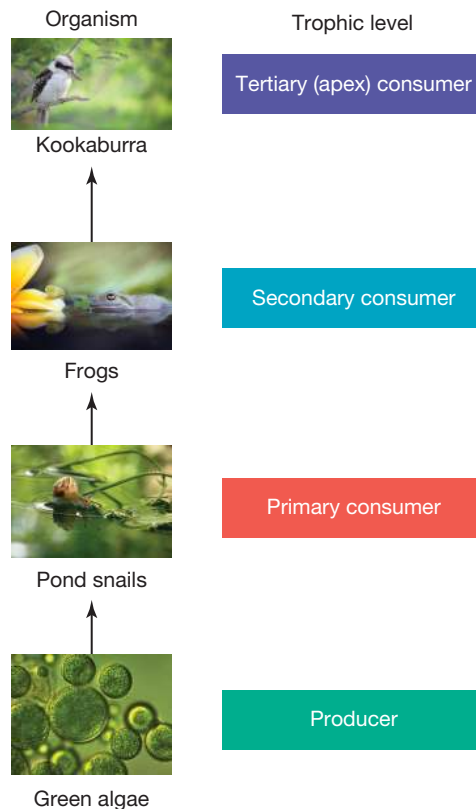 Organism
Trophic level
Tertiary (apex) consumer
Kookaburra
Secondary consumer
Frogs
Primary consumer
Pond snails
Producer
Green algae